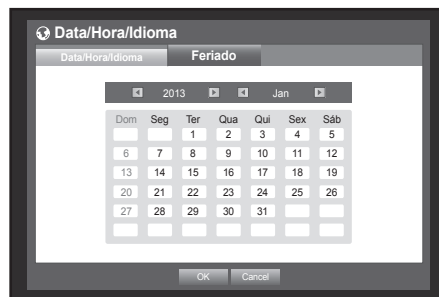 Data/Hora/Idioma
Data/Hora/Idioma Feriado
2013 Jan
Dom Seg Ter Qua Qui Sex Sáb
1 2 3 4 5
6 7 8 9 10 11 12
13 14 15 16 17 18 19
20 21 22 23 24 25 26
27 28 29 30 31
OK Cancel